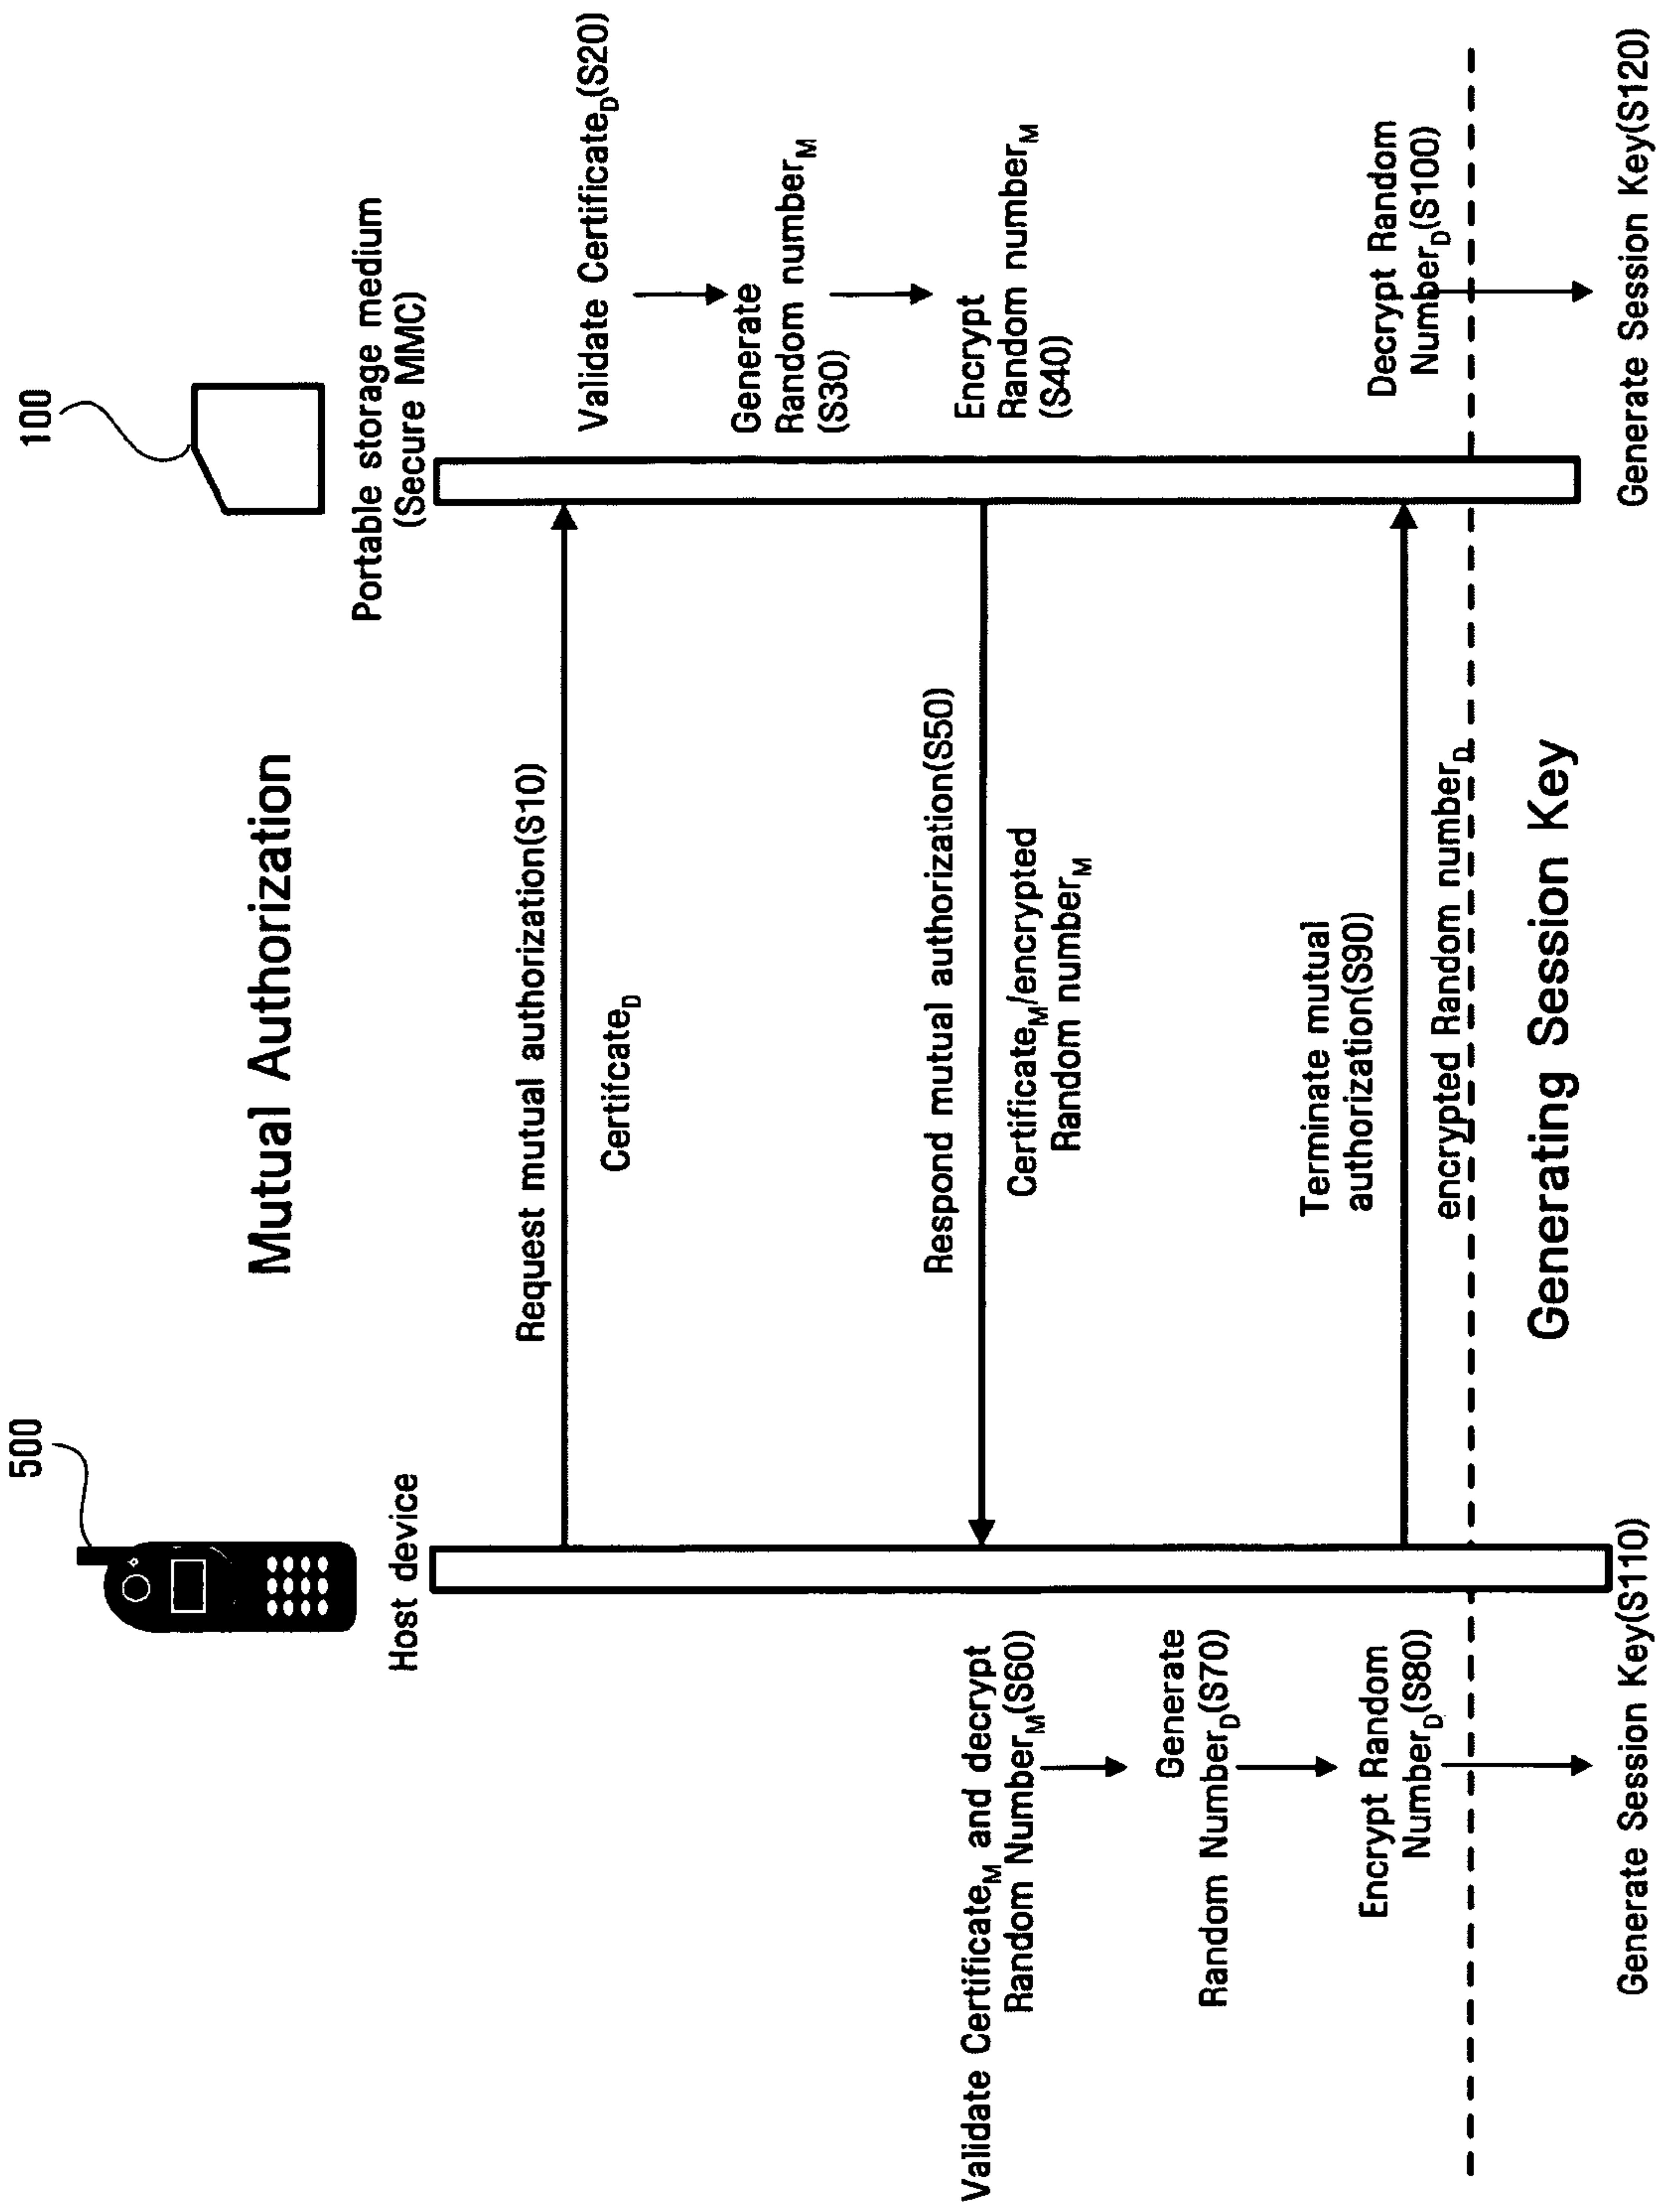 Mutual Authorization
500
100
Host device
Portable storage medium
(Secure MMC)
Request mutual authorization(S10)
CertifcateD
Validate CertificateD(S20)
Generate
Random numberM
(S30)
Encrypt
Random numberM
(S40)
Respond mutual authorization(S50)
CertificateM/encrypted
Random numberM
Validate CertificateM and decrypt
Random NumberM(S60)
Generate
Random NumberD(S70)
Encrypt Random
NumberD(S80)
Terminate mutual
authorization(S90)
encrypted Random numberD
Decrypt Random
NumberD(S100)
Generating Session Key
Generate Session Key(S110)
Generate Session Key(S120)